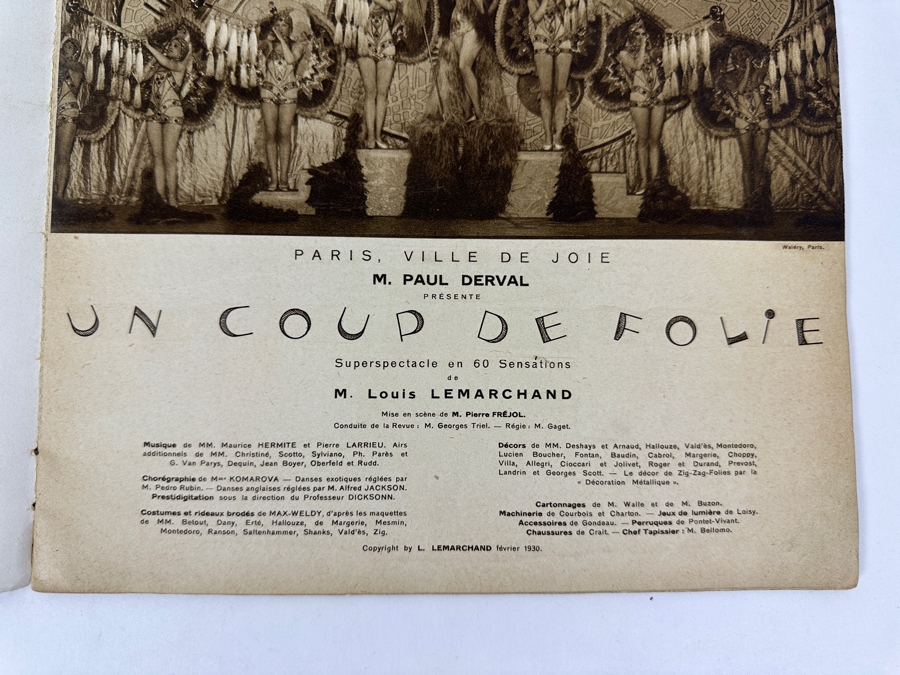 Waléry, Paris.
PARIS, VILLE DE JOIE
M. PAUL DERVAL
PRÉSENTE
UN COUP DE FOLIE
Superspectacle en 60 Sensations
de
M. Louis LEMARCHAND
Mise en scène de M. Pierre FRÉJOL.
Conduite de la Revue : M. Georges Triel. — Régie : M. Gaget.
Musique de MM. Maurice HERMITE et Pierre LARRIEU. Airs
additionnels de MM. Christiné, Scotto, Sylviano, Ph. Parès et
G. Van Parys, Dequin, Jean Boyer, Oberfeld et Rudd.
Chorégraphie de Mme KOMAROVA — Danses exotiques réglées par
M. Pedro Rubin. — Danses anglaises réglées par M. Alfred JACKSON.
Prestidigitation sous la direction du Professeur DICKSONN.
Costumes et rideaux brodés de MAX-WELDY, d'après les maquettes
de MM. Betout, Dany, Erté, Hallouze, de Margerie, Mesmin,
Montedoro, Ranson, Saltenhammer, Shanks, Vald'ès, Zig.
Décors de MM. Deshays et Arnaud, Hallouze, Vald'ès, Montedoro,
Lucien Boucher, Fontan, Baudin, Cabrol, Margerie, Choppy,
Villa, Allegri, Cioccari et Jolivet, Roger et Durand, Prevost,
Landrin et Georges Scott. — Le décor de Zig-Zag-Folies par la
« Décoration Métallique ».
Cartonnages de M. Walle et de M. Buzon.
Machinerie de Courbois et Charton. — Jeux de lumière de Loisy.
Accessoires de Gondeau. — Perruques de Pontet-Vivant.
Chaussures de Crait. — Chef Tapissier : M. Bellomo.
Copyright by L. LEMARCHAND février 1930.